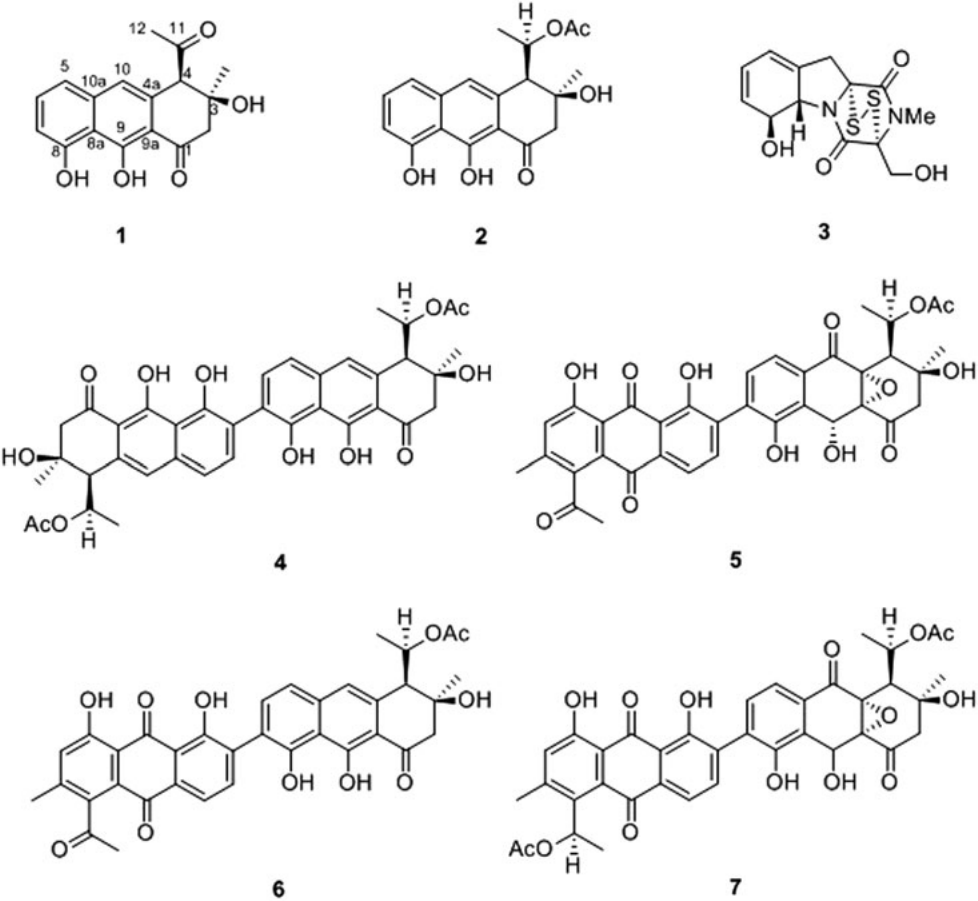 12 11 O
5 10a 10 4a 4
3 OH
8 8a 9 9a 1
OH OH O
1
H
OAc
OH
OH OH O
2
O
S
N S NMe
H
OH S
O OH
3
H
OAc
O OH OH
OH
HO OH OH O
AcO
H
4
H
O OAc
OH O OH
O OH
OH OH O
O O
5
H
OAc
OH O OH OH
OH OH O
O O
6
H
O OAc
OH O OH
O OH
OH OH O
AcO O
H
7